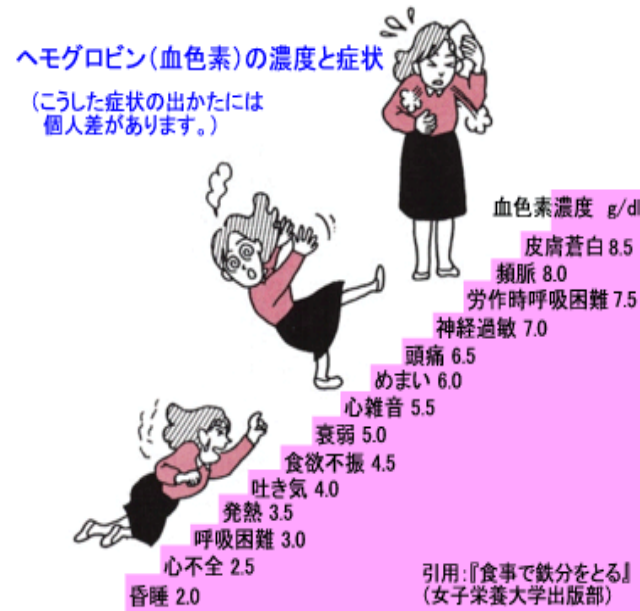 ヘモグロビン(血色素)の濃度と症状
(こうした症状の出かたには
個人差があります。)
血色素濃度 g/dl
皮膚蒼白 8.5
頻脈 8.0
労作時呼吸困難 7.5
神経過敏 7.0
頭痛 6.5
めまい 6.0
心雑音 5.5
衰弱 5.0
食欲不振 4.5
吐き気 4.0
発熱 3.5
呼吸困難 3.0
心不全 2.5
昏睡 2.0
引用:『食事で鉄分をとる』
(女子栄養大学出版部)